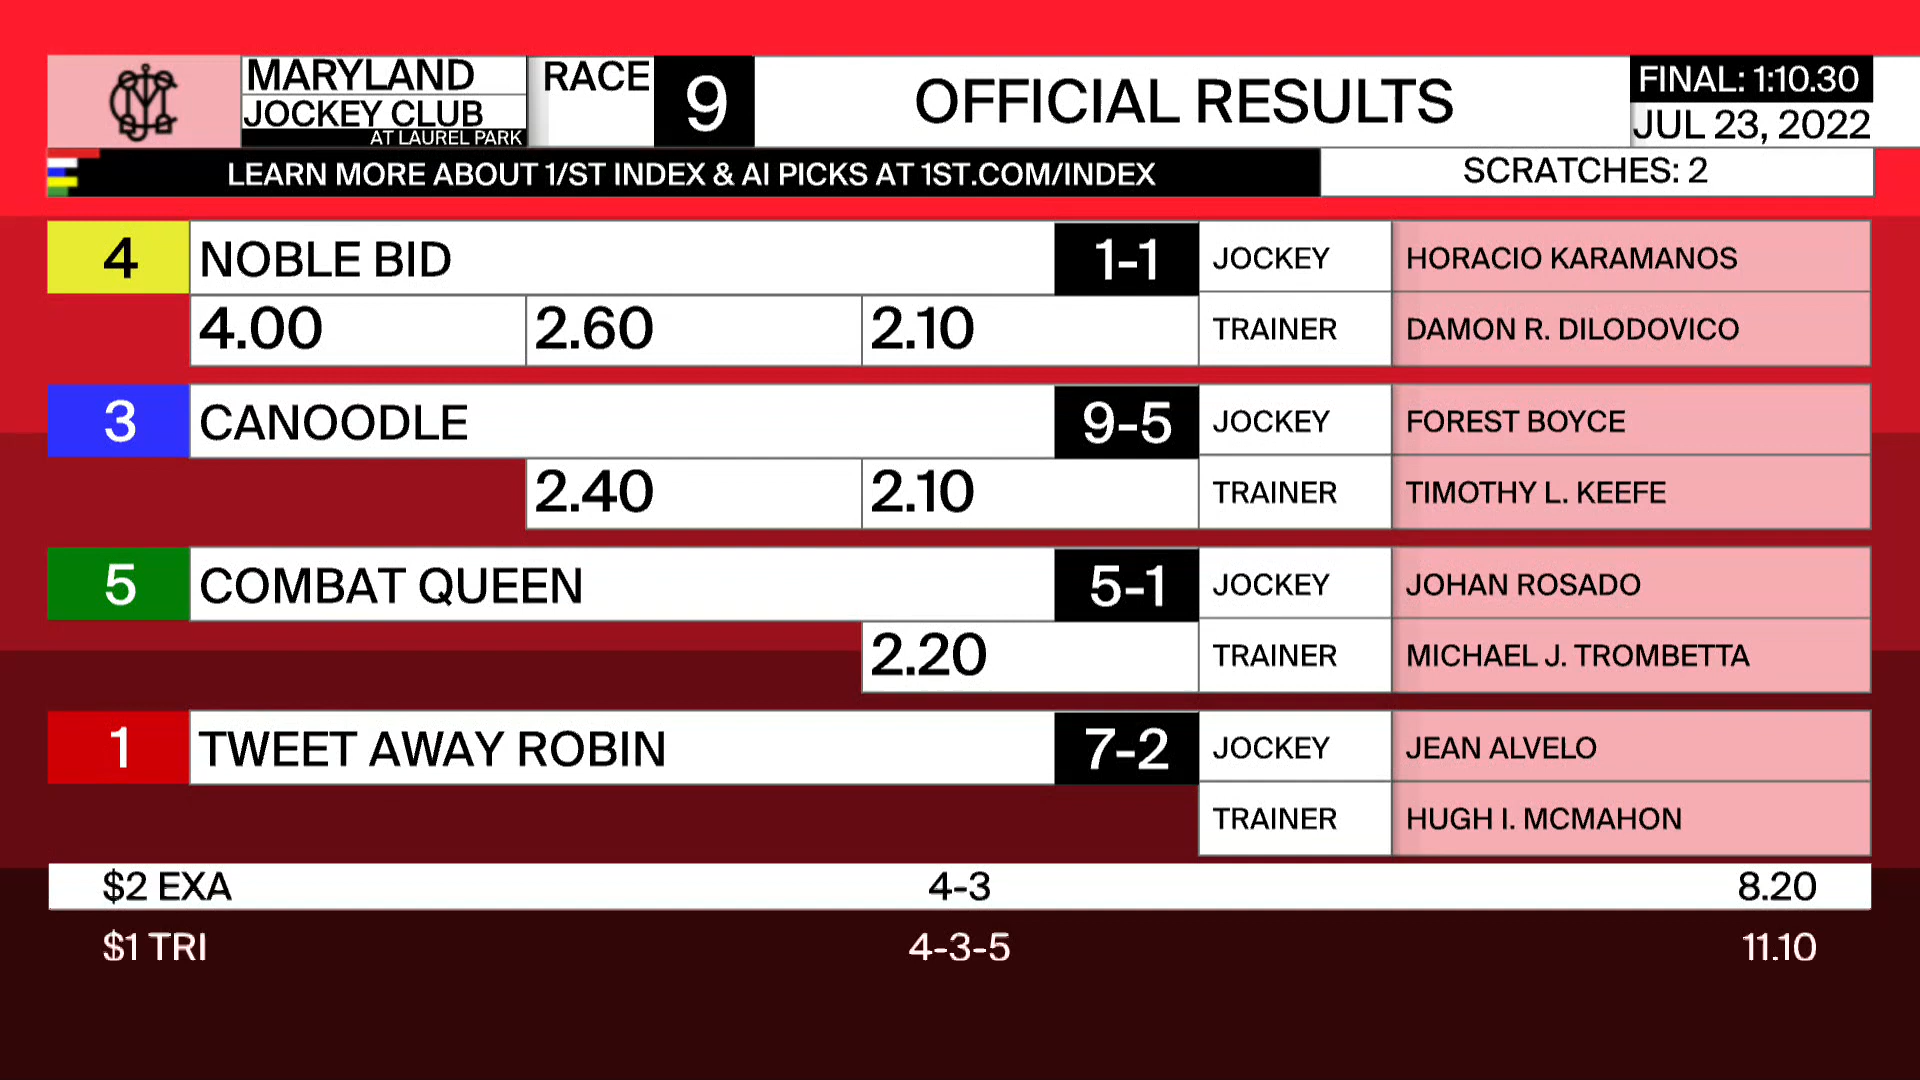 MARYLAND
JOCKEY CLUB
AT LAUREL PARK
RACE 9
OFFICIAL RESULTS
FINAL: 1:10.30
JUL 23, 2022
LEARN MORE ABOUT 1/ST INDEX & AI PICKS AT 1ST.COM/INDEX
SCRATCHES: 2
4 NOBLE BID 1-1 JOCKEY HORACIO KARAMANOS
4.00 2.60 2.10 TRAINER DAMON R. DILODOVICO
3 CANOODLE 9-5 JOCKEY FOREST BOYCE
2.40 2.10 TRAINER TIMOTHY L. KEEFE
5 COMBAT QUEEN 5-1 JOCKEY JOHAN ROSADO
2.20 TRAINER MICHAEL J. TROMBETTA
1 TWEET AWAY ROBIN 7-2 JOCKEY JEAN ALVELO
TRAINER HUGH I. MCMAHON
$2 EXA 4-3 8.20
$1 TRI 4-3-5 11.10